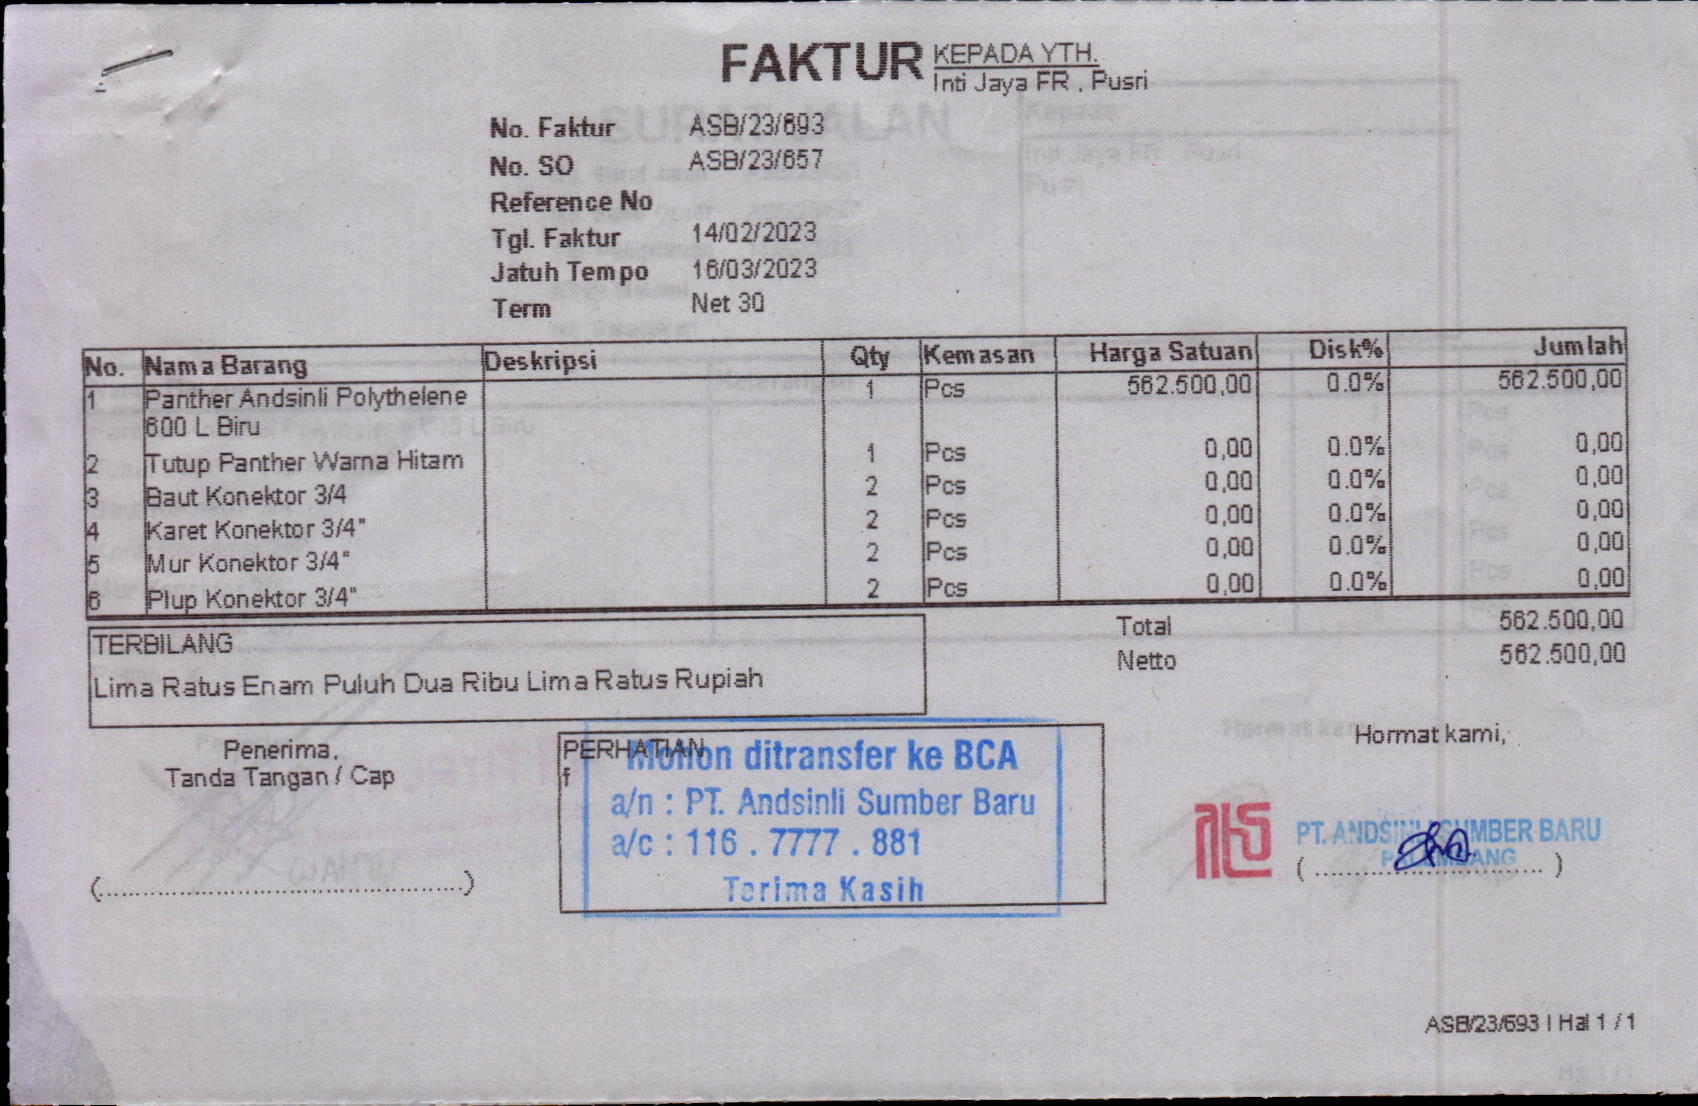 FAKTUR
KEPADA YTH.
Inti Jaya FR , Pusri
No. Faktur ASB/23/693
No. SO ASB/23/657
Reference No
Tgl. Faktur 14/02/2023
Jatuh Tempo 16/03/2023
Term Net 30
No. Nama Barang Deskripsi Qty Kemasan Harga Satuan Disk% Jumlah
1 Panther Andsinli Polythelene 1 Pcs 562.500,00 0.0% 562.500,00
600 L Biru
2 Tutup Panther Warna Hitam 1 Pcs 0,00 0.0% 0,00
3 Baut Konektor 3/4 2 Pcs 0,00 0.0% 0,00
4 Karet Konektor 3/4" 2 Pcs 0,00 0.0% 0,00
5 Mur Konektor 3/4" 2 Pcs 0,00 0.0% 0,00
6 Plup Konektor 3/4" 2 Pcs 0,00 0.0% 0,00
Total 562.500,00
Netto 562.500,00
TERBILANG
Lima Ratus Enam Puluh Dua Ribu Lima Ratus Rupiah
Penerima,
Tanda Tangan / Cap
(........................................)
PERHATIAN
f
Mohon ditransfer ke BCA
a/n : PT. Andsinli Sumber Baru
a/c : 116 . 7777 . 881
Terima Kasih
Hormat kami,
PT. ANDSINLI SUMBER BARU
PALEMBANG
(..............................)
ASB/23/693 | Hal 1 / 1